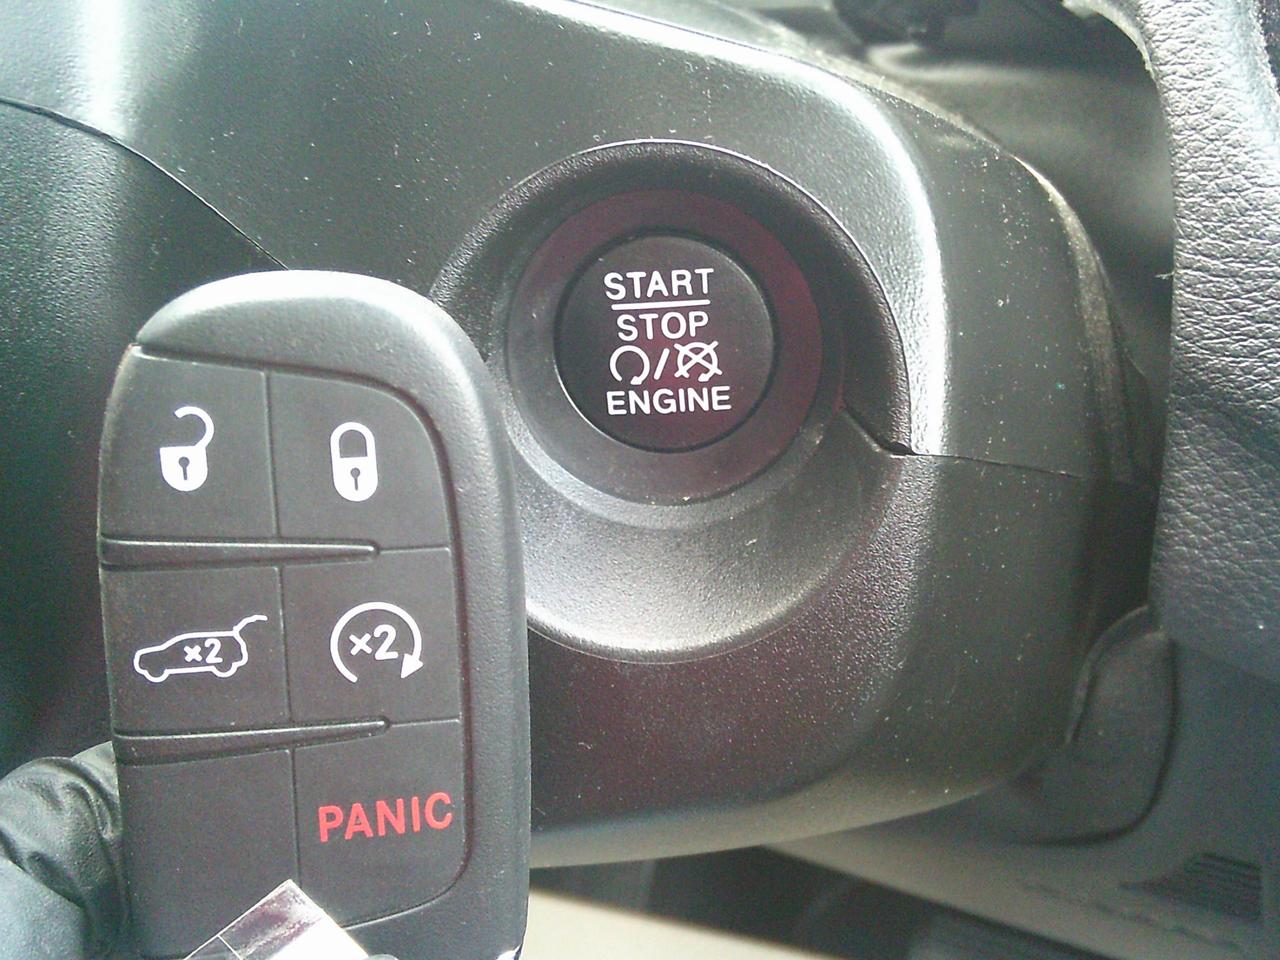 START
STOP
/
ENGINE
×2
×2
PANIC